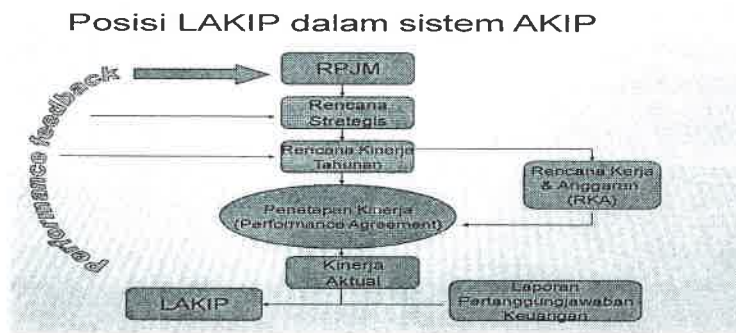 Posisi LAKIP dalam sistem AKIP
Performance feedback
RPJM
Rencana
Strategis
Rencana Kinerja
Tahunan
Rencana Kerja
& Anggaran
(RKA)
Penetapan Kinerja
(Performance Agreement)
Kinerja
Aktual
LAKIP
Laporan
Pertanggungjawaban
Keuangan